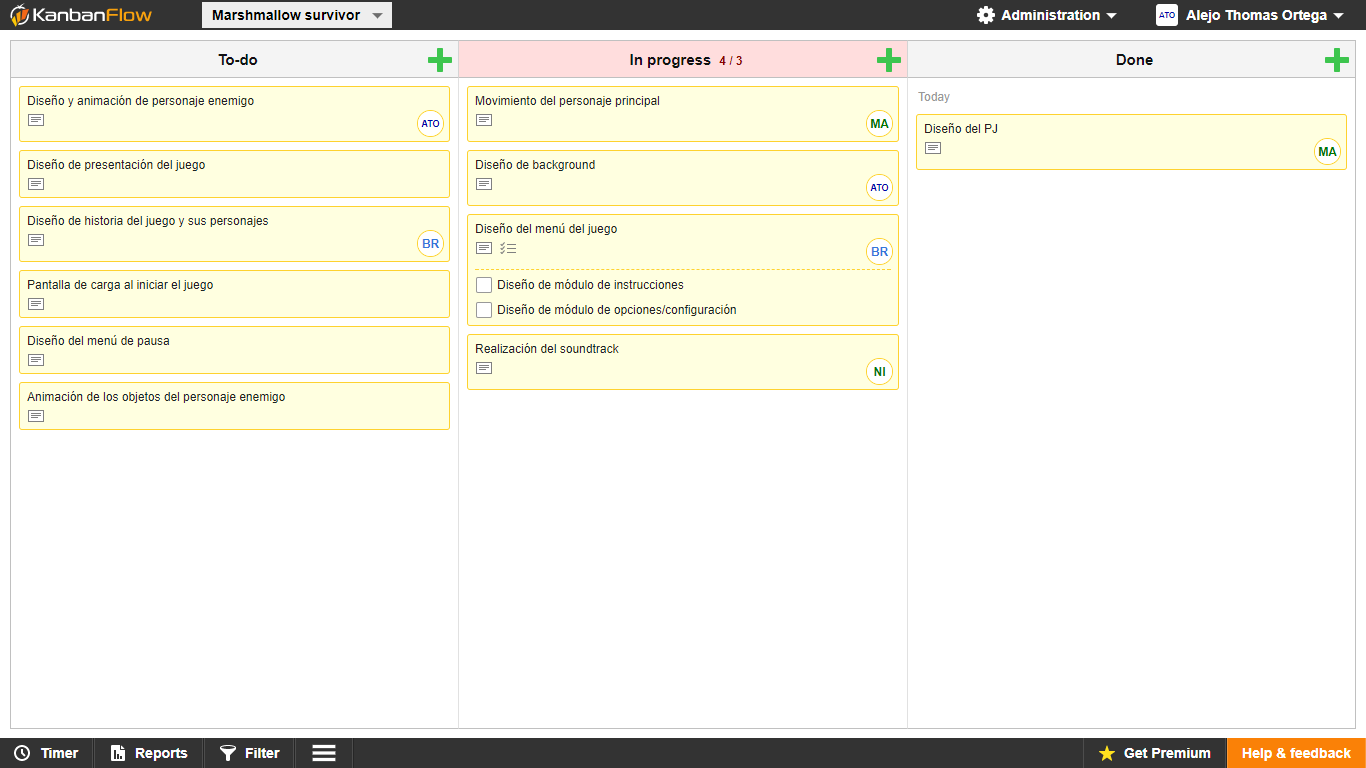 KanbanFlow
Marshmallow survivor
Administration
ATO
Alejo Thomas Ortega
To-do
In progress 4 / 3
Done
Diseño y animación de personaje enemigo
ATO
Diseño de presentación del juego
Diseño de historia del juego y sus personajes
BR
Pantalla de carga al iniciar el juego
Diseño del menú de pausa
Animación de los objetos del personaje enemigo
Movimiento del personaje principal
MA
Diseño de background
ATO
Diseño del menú del juego
BR
Diseño de módulo de instrucciones
Diseño de módulo de opciones/configuración
Realización del soundtrack
NI
Today
Diseño del PJ
MA
Timer
Reports
Filter
Get Premium
Help & feedback